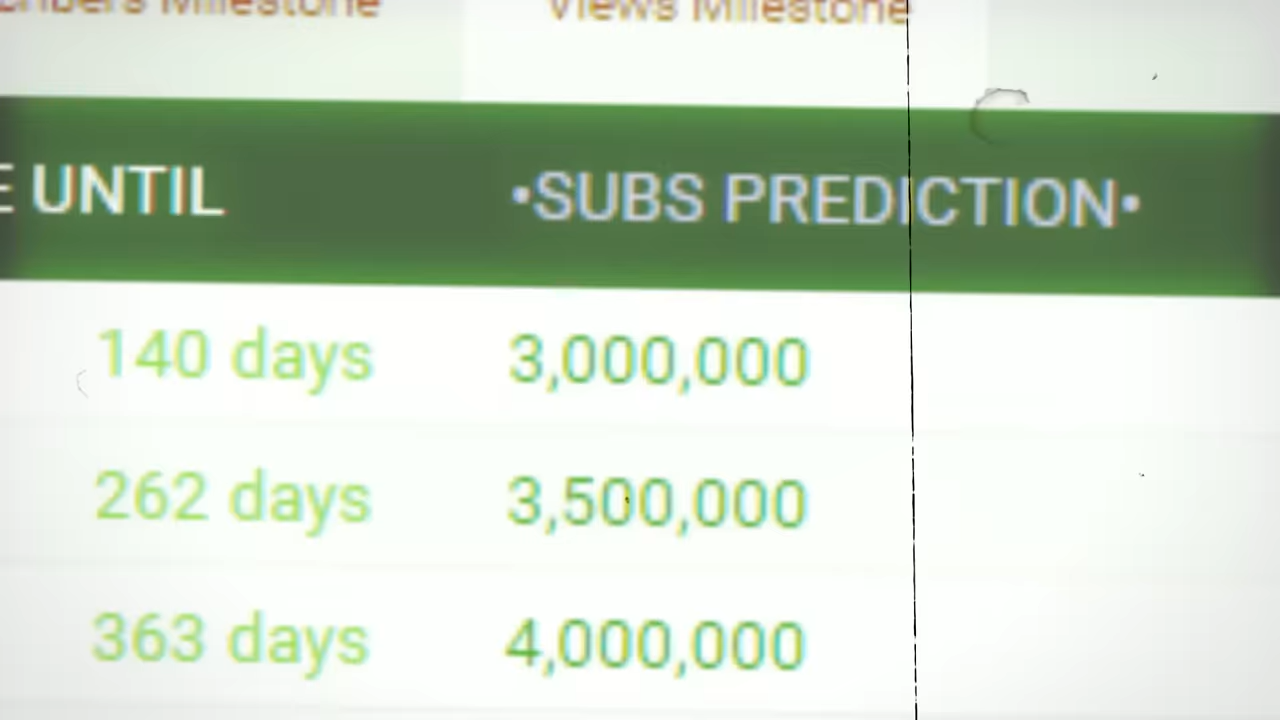 Milestone Views Milestone
UNTIL •SUBS PREDICTION•
140 days 3,000,000
262 days 3,500,000
363 days 4,000,000